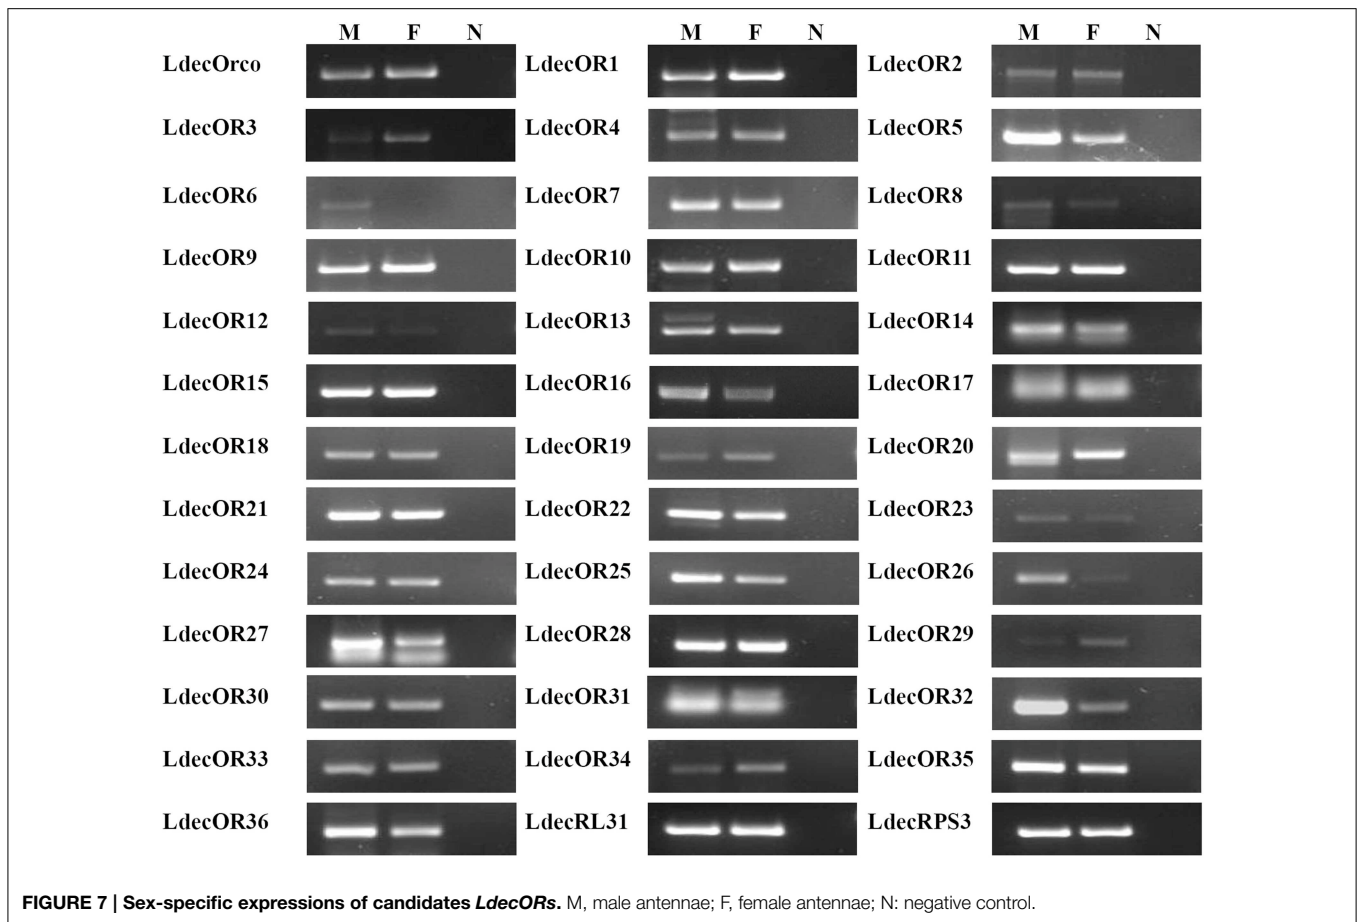 M F N M F N M F N
LdecOrco LdecOR1 LdecOR2
LdecOR3 LdecOR4 LdecOR5
LdecOR6 LdecOR7 LdecOR8
LdecOR9 LdecOR10 LdecOR11
LdecOR12 LdecOR13 LdecOR14
LdecOR15 LdecOR16 LdecOR17
LdecOR18 LdecOR19 LdecOR20
LdecOR21 LdecOR22 LdecOR23
LdecOR24 LdecOR25 LdecOR26
LdecOR27 LdecOR28 LdecOR29
LdecOR30 LdecOR31 LdecOR32
LdecOR33 LdecOR34 LdecOR35
LdecOR36 LdecRL31 LdecRPS3
FIGURE 7 | Sex-specific expressions of candidates LdecORs. M, male antennae; F, female antennae; N: negative control.